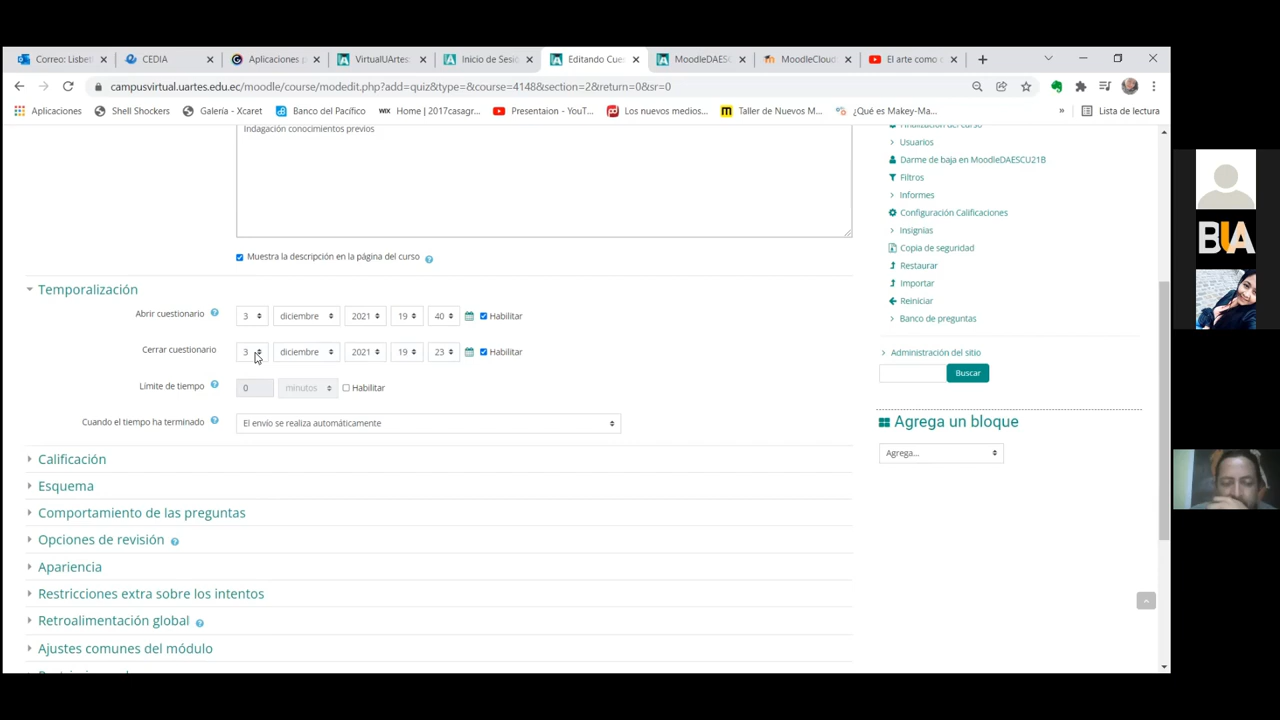 Correo: Lisbet
CEDIA
Aplicaciones p
VirtualUArtes:
Inicio de Sesió
Editando Cues
MoodleDAESC
MoodleCloud
El arte como d
campusvirtual.uartes.edu.ec/moodle/course/modedit.php?add=quiz&type=&course=4148&section=2&return=0&sr=0
Aplicaciones
Shell Shockers
Galería - Xcaret
Banco del Pacífico
WIX Home | 2017casagr...
Presentaion - YouT...
Los nuevos medios...
Taller de Nuevos M...
¿Qué es Makey-Ma...
»
Lista de lectura
Indagación conocimientos previos
Muestra la descripción en la página del curso
Temporalización
Abrir cuestionario 3 diciembre 2021 19 40 Habilitar
Cerrar cuestionario 3 diciembre 2021 19 23 Habilitar
Límite de tiempo 0 minutos Habilitar
Cuando el tiempo ha terminado El envío se realiza automáticamente
Calificación
Esquema
Comportamiento de las preguntas
Opciones de revisión
Apariencia
Restricciones extra sobre los intentos
Retroalimentación global
Ajustes comunes del módulo
Finalización del curso
Usuarios
Darme de baja en MoodleDAESCU21B
Filtros
Informes
Configuración Calificaciones
Insignias
Copia de seguridad
Restaurar
Importar
Reiniciar
Banco de preguntas
Administración del sitio
Buscar
Agrega un bloque
Agrega...
BUA